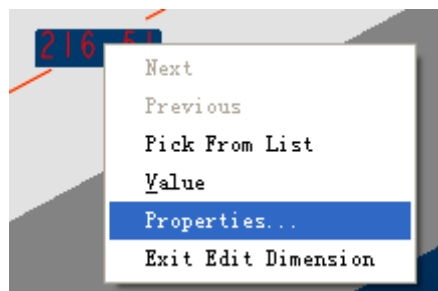 216.51
Next
Previous
Pick From List
Value
Properties...
Exit Edit Dimension